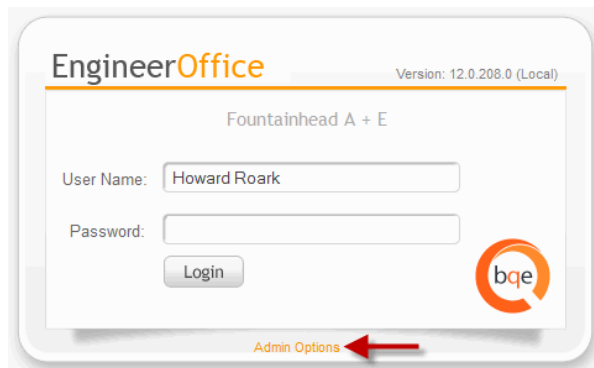 EngineerOffice
Version: 12.0.208.0 (Local)
Fountainhead A + E
User Name: Howard Roark
Password:
Login
bqe
Admin Options